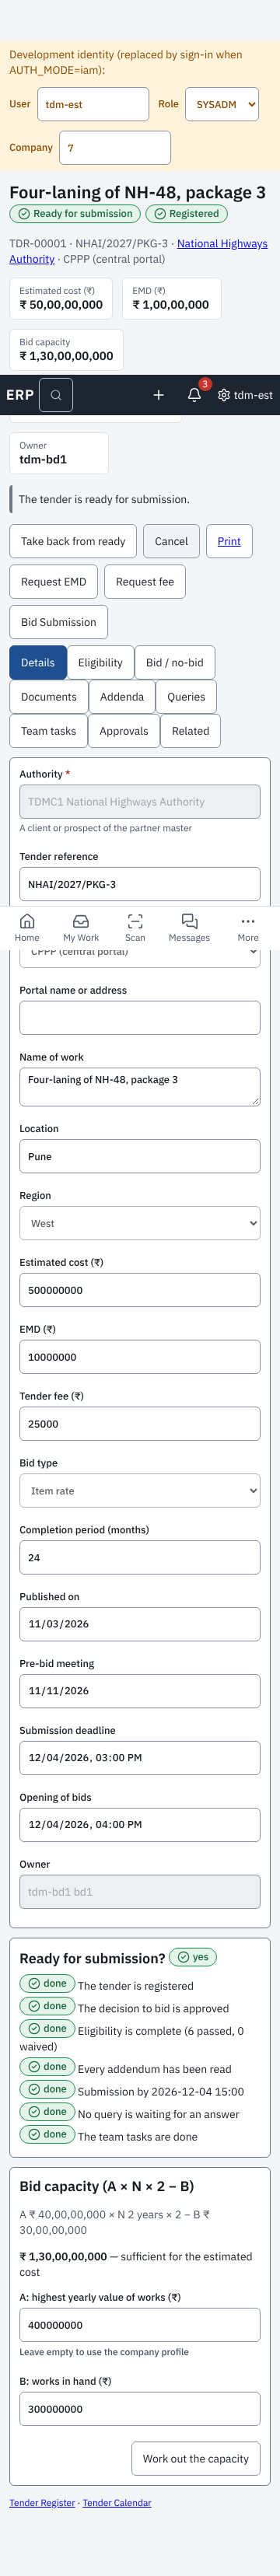 Development identity (replaced by sign-in when
AUTH_MODE=iam):
User tdm-est Role SYSADM
Company 7
Four-laning of NH-48, package 3
Ready for submission Registered
TDR-00001 · NHAI/2027/PKG-3 · National Highways
Authority · CPPP (central portal)
Estimated cost (₹)
₹ 50,00,00,000
EMD (₹)
₹ 1,00,00,000
Bid capacity
₹ 1,30,00,00,000
ERP 3 tdm-est
Owner
tdm-bd1
The tender is ready for submission.
Take back from ready Cancel Print
Request EMD Request fee
Bid Submission
Details Eligibility Bid / no-bid
Documents Addenda Queries
Team tasks Approvals Related
Authority *
TDMC1 National Highways Authority
A client or prospect of the partner master
Tender reference
NHAI/2027/PKG-3
Home My Work Scan Messages More
CPPP (central portal)
Portal name or address
Name of work
Four-laning of NH-48, package 3
Location
Pune
Region
West
Estimated cost (₹)
500000000
EMD (₹)
10000000
Tender fee (₹)
25000
Bid type
Item rate
Completion period (months)
24
Published on
11/03/2026
Pre-bid meeting
11/11/2026
Submission deadline
12/04/2026, 03:00 PM
Opening of bids
12/04/2026, 04:00 PM
Owner
tdm-bd1 bd1
Ready for submission? yes
done The tender is registered
done The decision to bid is approved
done Eligibility is complete (6 passed, 0
waived)
done Every addendum has been read
done Submission by 2026-12-04 15:00
done No query is waiting for an answer
done The team tasks are done
Bid capacity (A × N × 2 − B)
A ₹ 40,00,00,000 × N 2 years × 2 − B ₹
30,00,00,000
₹ 1,30,00,00,000 — sufficient for the estimated
cost
A: highest yearly value of works (₹)
400000000
Leave empty to use the company profile
B: works in hand (₹)
300000000
Work out the capacity
Tender Register · Tender Calendar